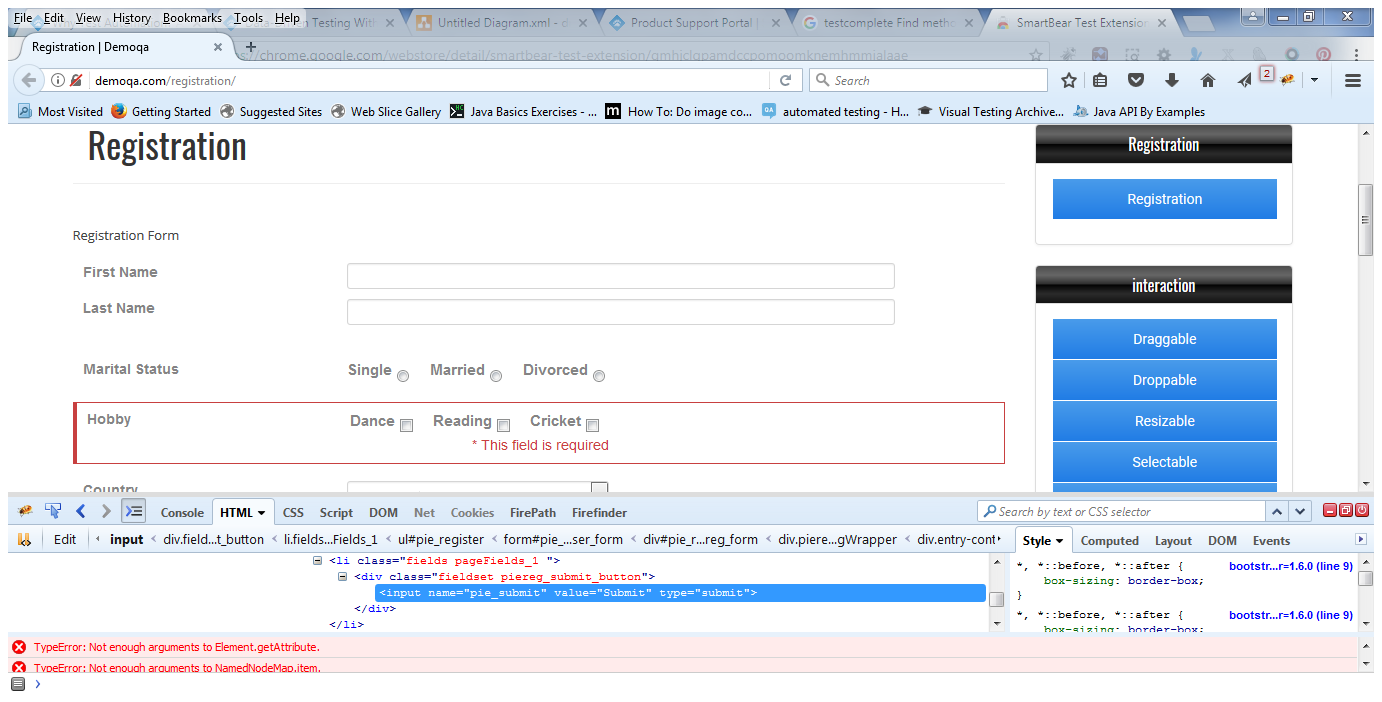 File Edit View History Bookmarks Tools Help
Testing Wit
Untitled Diagram.xml - d
Product Support Portal |
testcomplete Find metho
SmartBear Test Extension
Registration | Demoqa
chrome.google.com/webstore/detail/smartbear-test-extension/
demoqa.com/registration/
Search
2
Most Visited Getting Started Suggested Sites Web Slice Gallery Java Basics Exercises - ... How To: Do image co... automated testing - H... Visual Testing Archive... Java API By Examples
Registration
Registration Form
First Name
Last Name
Marital Status Single Married Divorced
Hobby Dance Reading Cricket
* This field is required
Country
Registration
Registration
interaction
Draggable
Droppable
Resizable
Selectable
Console HTML CSS Script DOM Net Cookies FirePath Firefinder
Search by text or CSS selector
Edit input < div.field...t_button < li.fields...Fields_1 < ul#pie_register < form#pie_...ser_form < div#pie_r...reg_form < div.piere...gWrapper < div.entry-cont
Style Computed Layout DOM Events
<li class="fields pageFields_1 ">
<div class="fieldset piereg_submit_button">
<input name="pie_submit" value="Submit" type="submit">
</div>
</li>
*, *::before, *::after { bootstr...r=1.6.0 (line 9)
box-sizing: border-box;
}
*, *::before, *::after { bootstr...r=1.6.0 (line 9)
box-sizing: border-box;
TypeError: Not enough arguments to Element.getAttribute.
TypeError: Not enough arguments to NamedNodeMap.item.